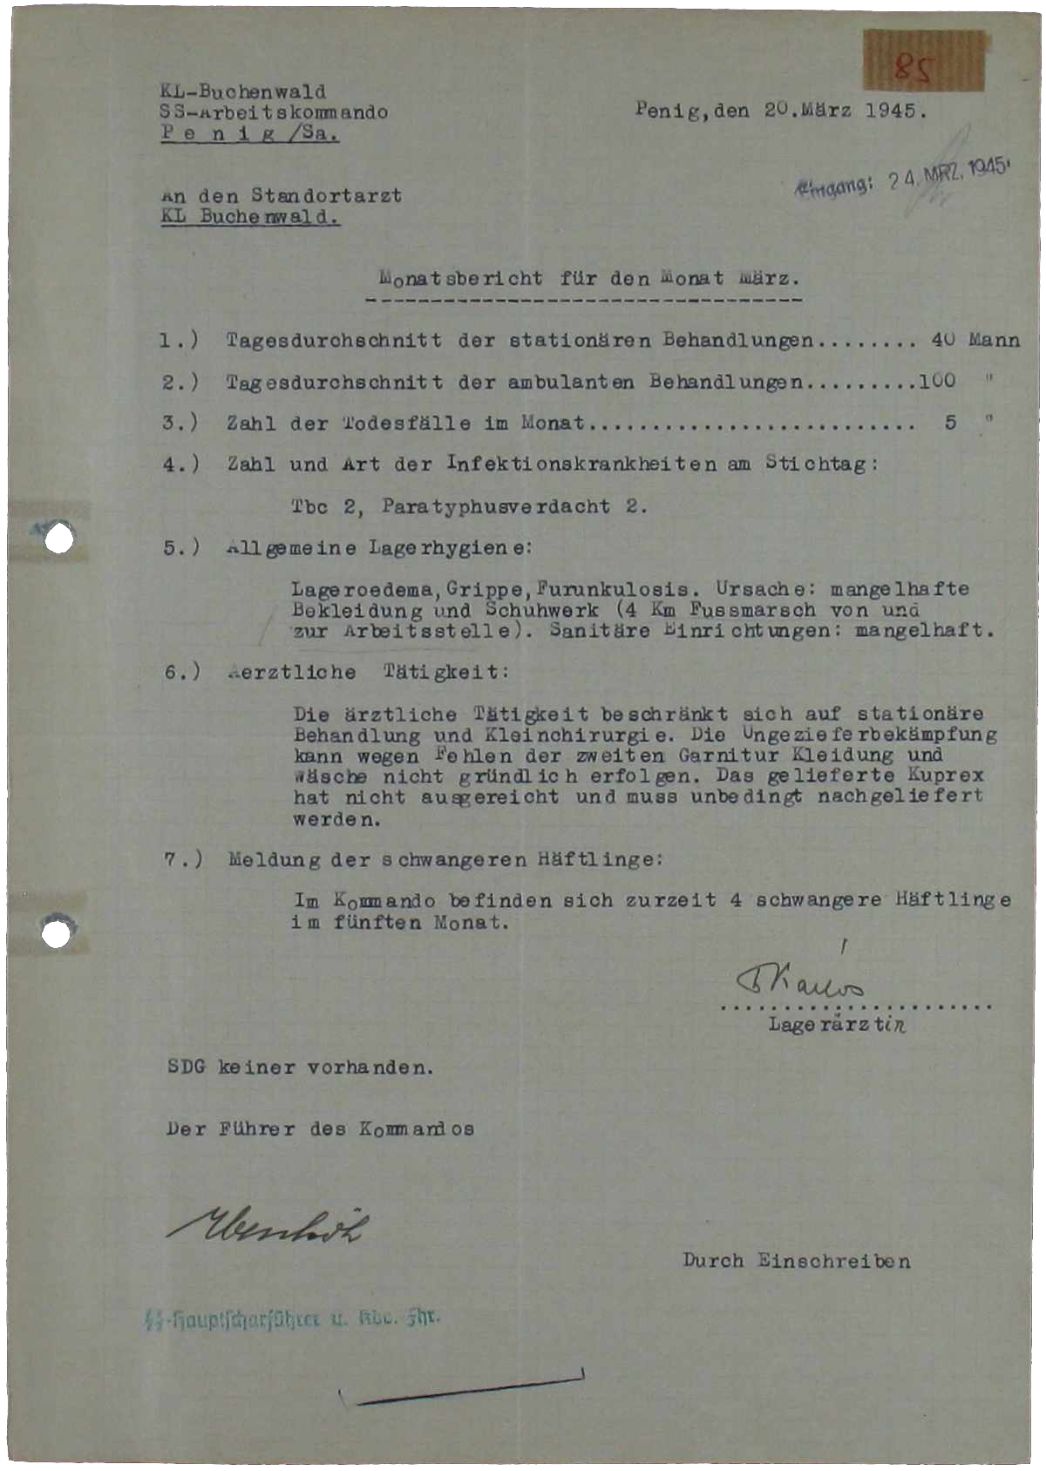 85
KL-Buchenwald
SS-Arbeitskommando
P e n i g /Sa.
Penig,den 20.März 1945.
Eingang: 24. MRZ. 1945
An den Standortarzt
KL Buchenwald.
Monatsbericht für den Monat März.
1.) Tagesdurchschnitt der stationären Behandlungen........ 40 Mann
2.) Tagesdurchschnitt der ambulanten Behandlungen.........100 "
3.) Zahl der Todesfälle im Monat.......................... 5 "
4.) Zahl und Art der Infektionskrankheiten am Stichtag:
Tbc 2, Paratyphusverdacht 2.
5.) Allgemeine Lagerhygiene:
Lageroedema,Grippe,Furunkulosis. Ursache: mangelhafte
Bekleidung und Schuhwerk (4 Km Fussmarsch von und
zur Arbeitsstelle). Sanitäre Einrichtungen: mangelhaft.
6.) Aerztliche Tätigkeit:
Die ärztliche Tätigkeit beschränkt sich auf stationäre
Behandlung und Kleinchirurgie. Die Ungezieferbekämpfung
kann wegen Fehlen der zweiten Garnitur Kleidung und
Wäsche nicht gründlich erfolgen. Das gelieferte Kuprex
hat nicht ausgereicht und muss unbedingt nachgeliefert
werden.
7.) Meldung der schwangeren Häftlinge:
Im Kommando befinden sich zurzeit 4 schwangere Häftlinge
im fünften Monat.
Lagerärztin
SDG keiner vorhanden.
Der Führer des Kommandos
Durch Einschreiben
SS-Hauptscharführer u. Kdo. Fhr.